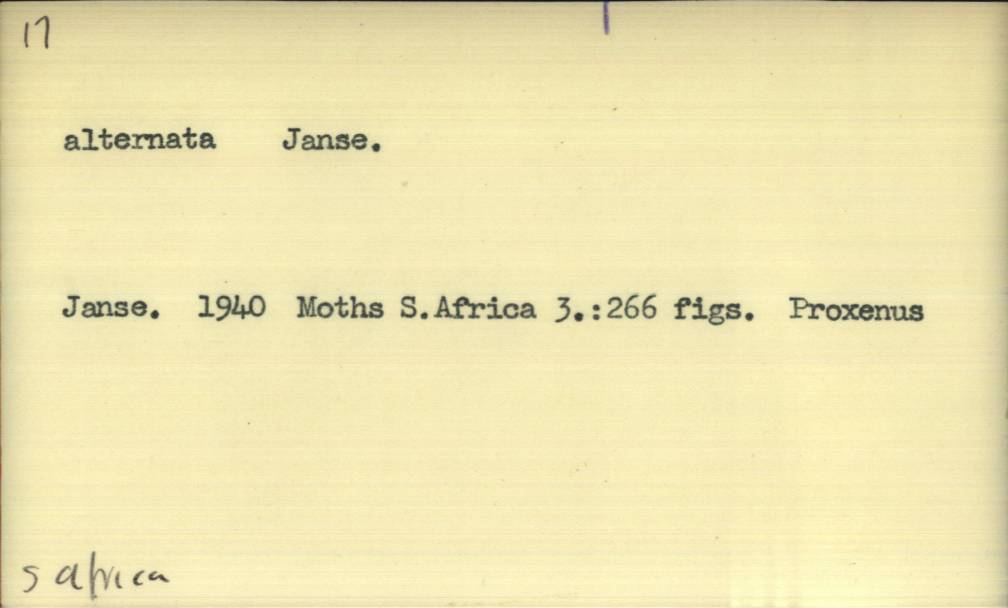 17
alternata Janse.
Janse. 1940 Moths S.Africa 3.:266 figs. Proxenus
S Africa